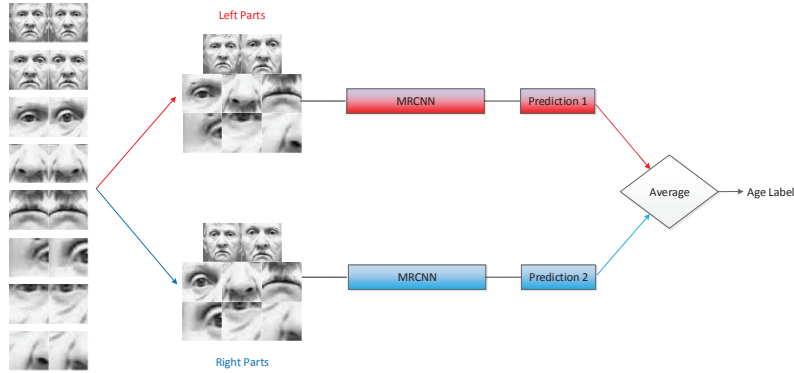 Left Parts
MRCNN
Prediction 1
Average
Age Label
MRCNN
Prediction 2
Right Parts